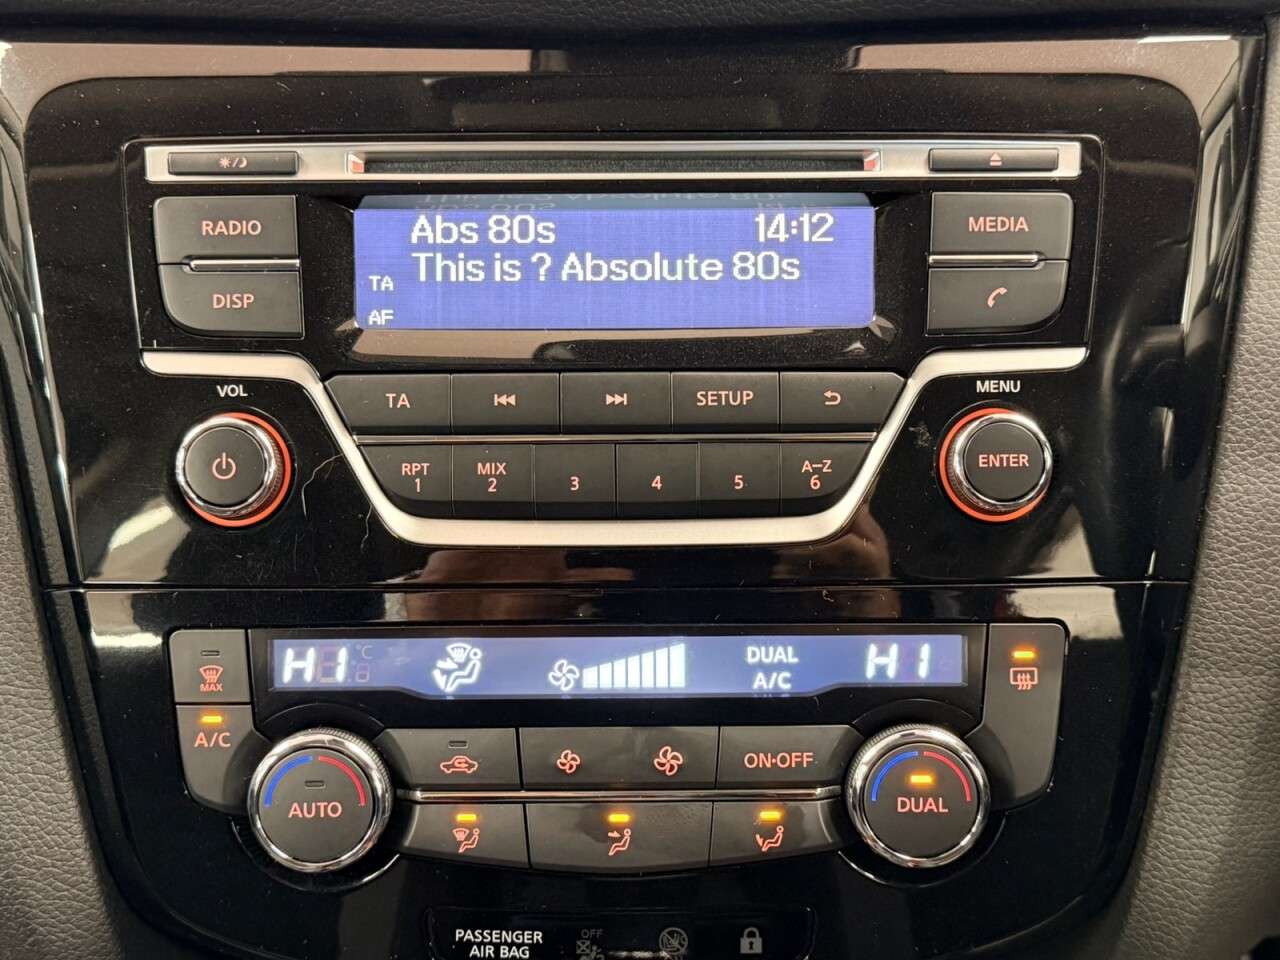 RADIO
DISP
Abs 80s 14:12
This is ? Absolute 80s
TA
AF
MEDIA
VOL
MENU
TA
SETUP
RPT
1
MIX
2
3
4
5
A-Z
6
ENTER
MAX
HI °C
DUAL
A/C
HI
A/C
AUTO
ON·OFF
DUAL
PASSENGER
AIR BAG
OFF